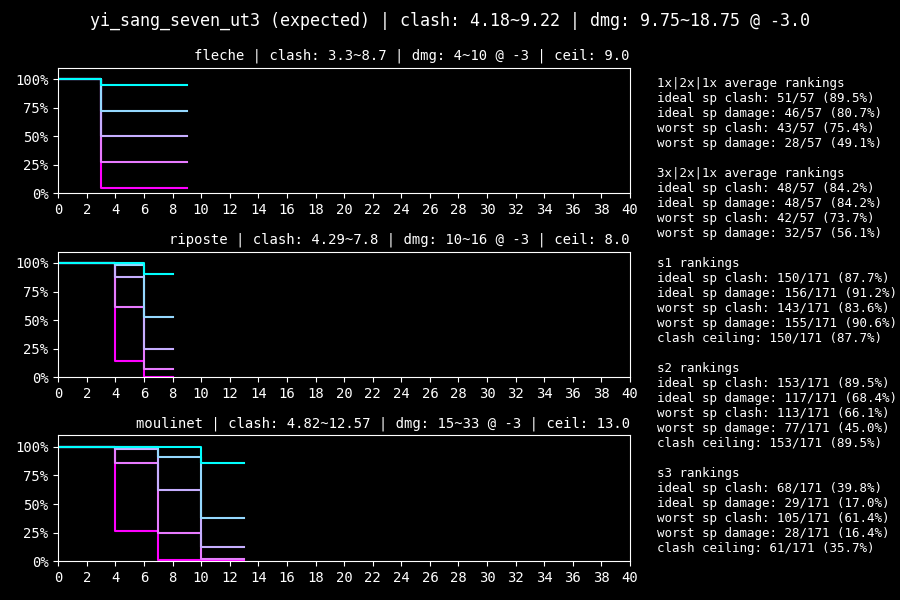 yi_sang_seven_ut3 (expected) | clash: 4.18~9.22 | dmg: 9.75~18.75 @ -3.0
fleche | clash: 3.3~8.7 | dmg: 4~10 @ -3 | ceil: 9.0
100%
75%
50%
25%
0%
0 2 4 6 8 10 12 14 16 18 20 22 24 26 28 30 32 34 36 38 40
riposte | clash: 4.29~7.8 | dmg: 10~16 @ -3 | ceil: 8.0
100%
75%
50%
25%
0%
0 2 4 6 8 10 12 14 16 18 20 22 24 26 28 30 32 34 36 38 40
moulinet | clash: 4.82~12.57 | dmg: 15~33 @ -3 | ceil: 13.0
100%
75%
50%
25%
0%
0 2 4 6 8 10 12 14 16 18 20 22 24 26 28 30 32 34 36 38 40
1x|2x|1x average rankings
ideal sp clash: 51/57 (89.5%)
ideal sp damage: 46/57 (80.7%)
worst sp clash: 43/57 (75.4%)
worst sp damage: 28/57 (49.1%)
3x|2x|1x average rankings
ideal sp clash: 48/57 (84.2%)
ideal sp damage: 48/57 (84.2%)
worst sp clash: 42/57 (73.7%)
worst sp damage: 32/57 (56.1%)
s1 rankings
ideal sp clash: 150/171 (87.7%)
ideal sp damage: 156/171 (91.2%)
worst sp clash: 143/171 (83.6%)
worst sp damage: 155/171 (90.6%)
clash ceiling: 150/171 (87.7%)
s2 rankings
ideal sp clash: 153/171 (89.5%)
ideal sp damage: 117/171 (68.4%)
worst sp clash: 113/171 (66.1%)
worst sp damage: 77/171 (45.0%)
clash ceiling: 153/171 (89.5%)
s3 rankings
ideal sp clash: 68/171 (39.8%)
ideal sp damage: 29/171 (17.0%)
worst sp clash: 105/171 (61.4%)
worst sp damage: 28/171 (16.4%)
clash ceiling: 61/171 (35.7%)